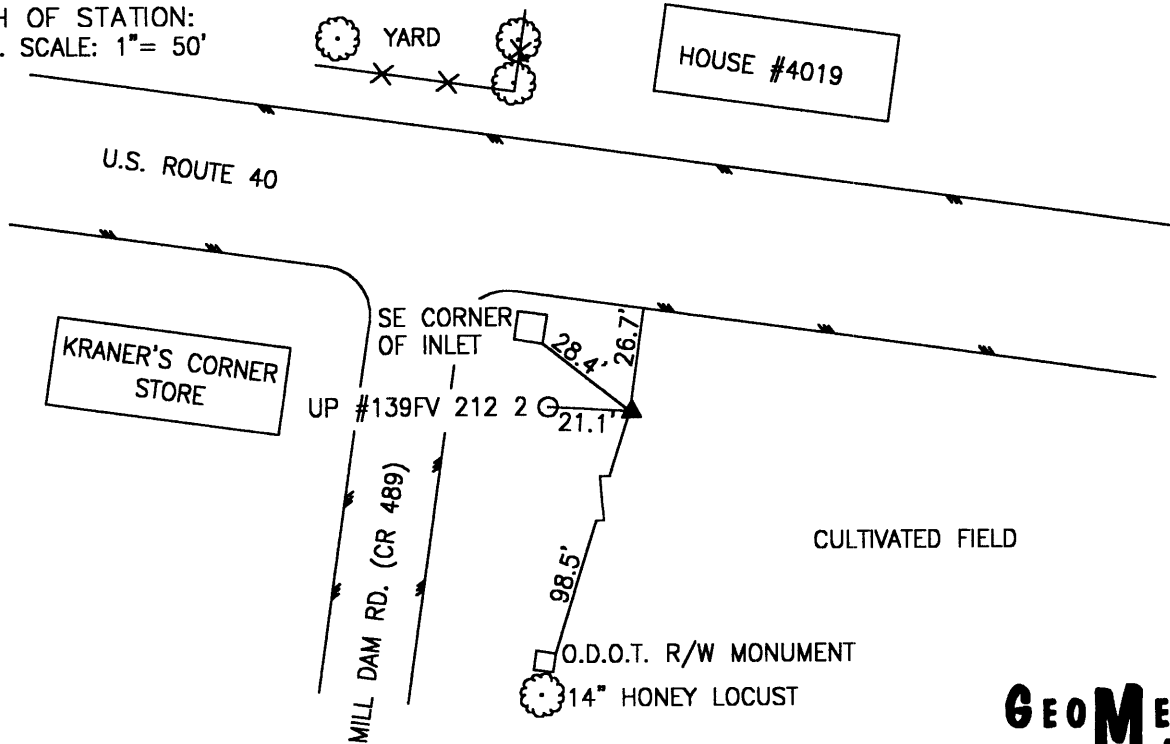 OF STATION:
SCALE: 1"= 50'
YARD
HOUSE #4019
U.S. ROUTE 40
SE CORNER
OF INLET
28.4'
26.7'
KRANER'S CORNER
STORE
UP #139FV 212 2
21.1'
MILL DAM RD. (CR 489)
CULTIVATED FIELD
98.5'
O.D.O.T. R/W MONUMENT
14" HONEY LOCUST